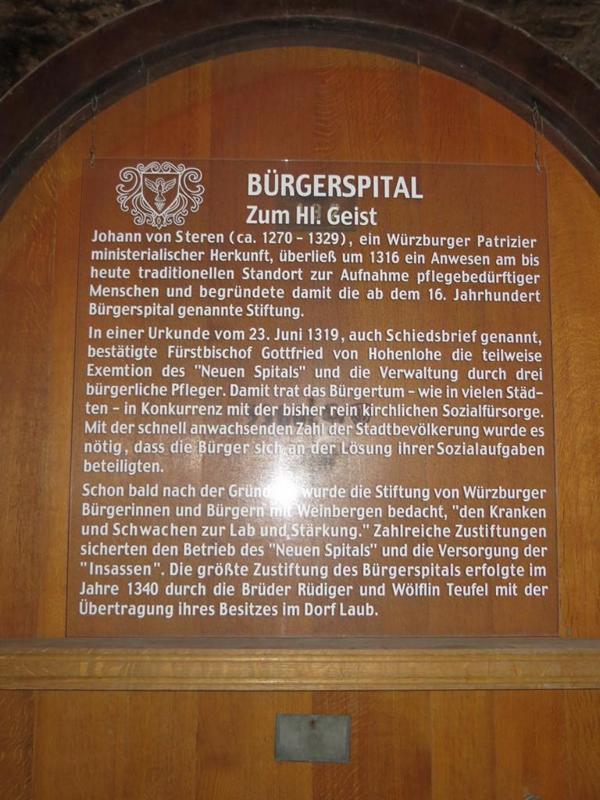 BÜRGERSPITAL
Zum Hl. Geist
Johann von Steren (ca. 1270 - 1329), ein Würzburger Patrizier
ministerialischer Herkunft, überließ um 1316 ein Anwesen am bis
heute traditionellen Standort zur Aufnahme pflegebedürftiger
Menschen und begründete damit die ab dem 16. Jahrhundert
Bürgerspital genannte Stiftung.
In einer Urkunde vom 23. Juni 1319, auch Schiedsbrief genannt,
bestätigte Fürstbischof Gottfried von Hohenlohe die teilweise
Exemtion des "Neuen Spitals" und die Verwaltung durch drei
bürgerliche Pfleger. Damit trat das Bürgertum - wie in vielen Städ-
ten - in Konkurrenz mit der bisher rein kirchlichen Sozialfürsorge.
Mit der schnell anwachsenden Zahl der Stadtbevölkerung wurde es
nötig, dass die Bürger sich an der Lösung ihrer Sozialaufgaben
beteiligten.
Schon bald nach der Gründung wurde die Stiftung von Würzburger
Bürgerinnen und Bürgern mit Weinbergen bedacht, "den Kranken
und Schwachen zur Lab und Stärkung." Zahlreiche Zustiftungen
sicherten den Betrieb des "Neuen Spitals" und die Versorgung der
"Insassen". Die größte Zustiftung des Bürgerspitals erfolgte im
Jahre 1340 durch die Brüder Rüdiger und Wölflin Teufel mit der
Übertragung ihres Besitzes im Dorf Laub.